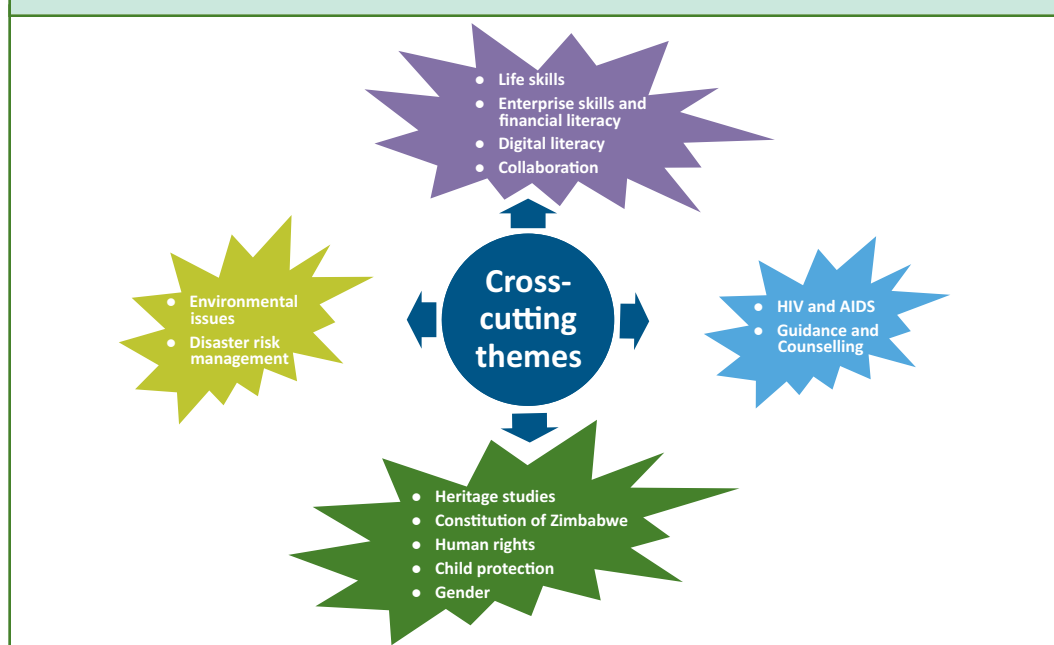 ● Life skills
● Enterprise skills and
financial literacy
● Digital literacy
● Collaboration
● Environmental
issues
● Disaster risk
management
Cross-
cutting
themes
● HIV and AIDS
● Guidance and
Counselling
● Heritage studies
● Constitution of Zimbabwe
● Human rights
● Child protection
● Gender